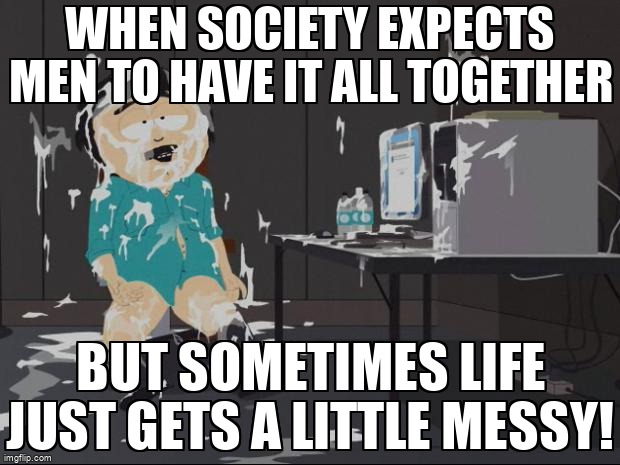 WHEN SOCIETY EXPECTS
MEN TO HAVE IT ALL TOGETHER
BUT SOMETIMES LIFE
JUST GETS A LITTLE MESSY!
imgflip.com